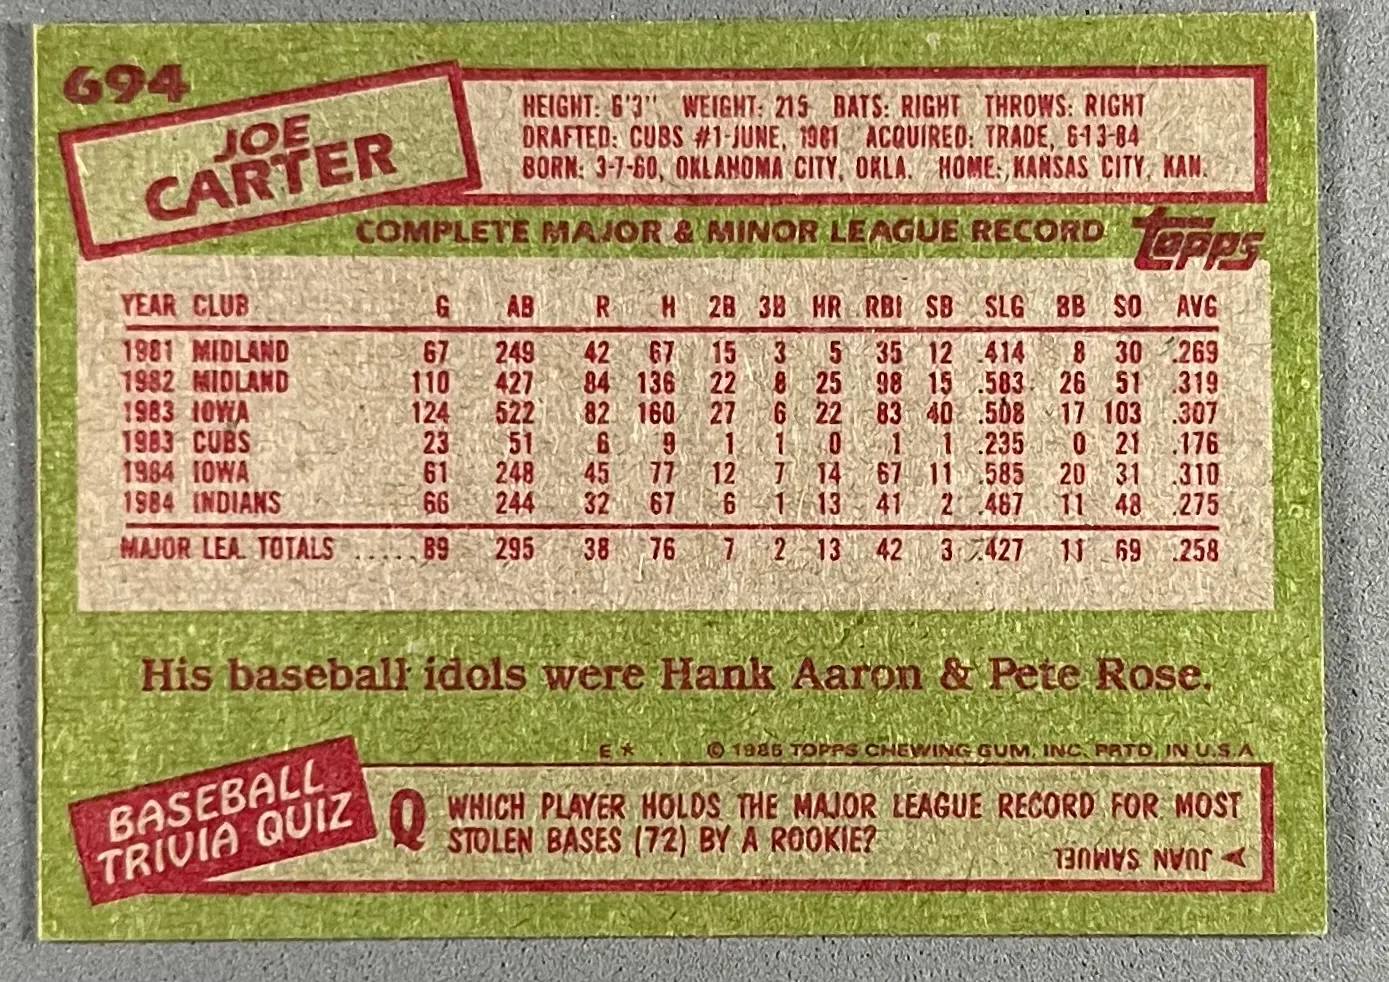 694
JOE
CARTER
HEIGHT: 6'3" WEIGHT: 215 BATS: RIGHT THROWS: RIGHT
DRAFTED: CUBS #1-JUNE, 1981 ACQUIRED: TRADE, 6-13-84
BORN: 3-7-60, OKLAHOMA CITY, OKLA. HOME: KANSAS CITY, KAN.
COMPLETE MAJOR & MINOR LEAGUE RECORD topps
YEAR CLUB G AB R H 2B 3B HR RBI SB SLG BB SO AVG
1981 MIDLAND 67 249 42 67 15 3 5 35 12 .414 8 30 .269
1982 MIDLAND 110 427 84 136 22 8 25 98 15 .583 26 51 .319
1983 IOWA 124 522 82 160 27 6 22 83 40 .508 17 103 .307
1983 CUBS 23 51 6 9 1 1 0 1 1 .235 0 21 .176
1984 IOWA 61 248 45 77 12 7 14 67 11 .585 20 31 .310
1984 INDIANS 66 244 32 67 6 1 13 41 2 .467 11 48 .275
MAJOR LEA. TOTALS ..... 89 295 38 76 7 2 13 42 3 .427 11 69 .258
His baseball idols were Hank Aaron & Pete Rose.
E* © 1985 TOPPS CHEWING GUM, INC. PRTD. IN U.S.A.
BASEBALL
TRIVIA QUIZ
Q WHICH PLAYER HOLDS THE MAJOR LEAGUE RECORD FOR MOST
STOLEN BASES (72) BY A ROOKIE?
JUAN SAMUEL